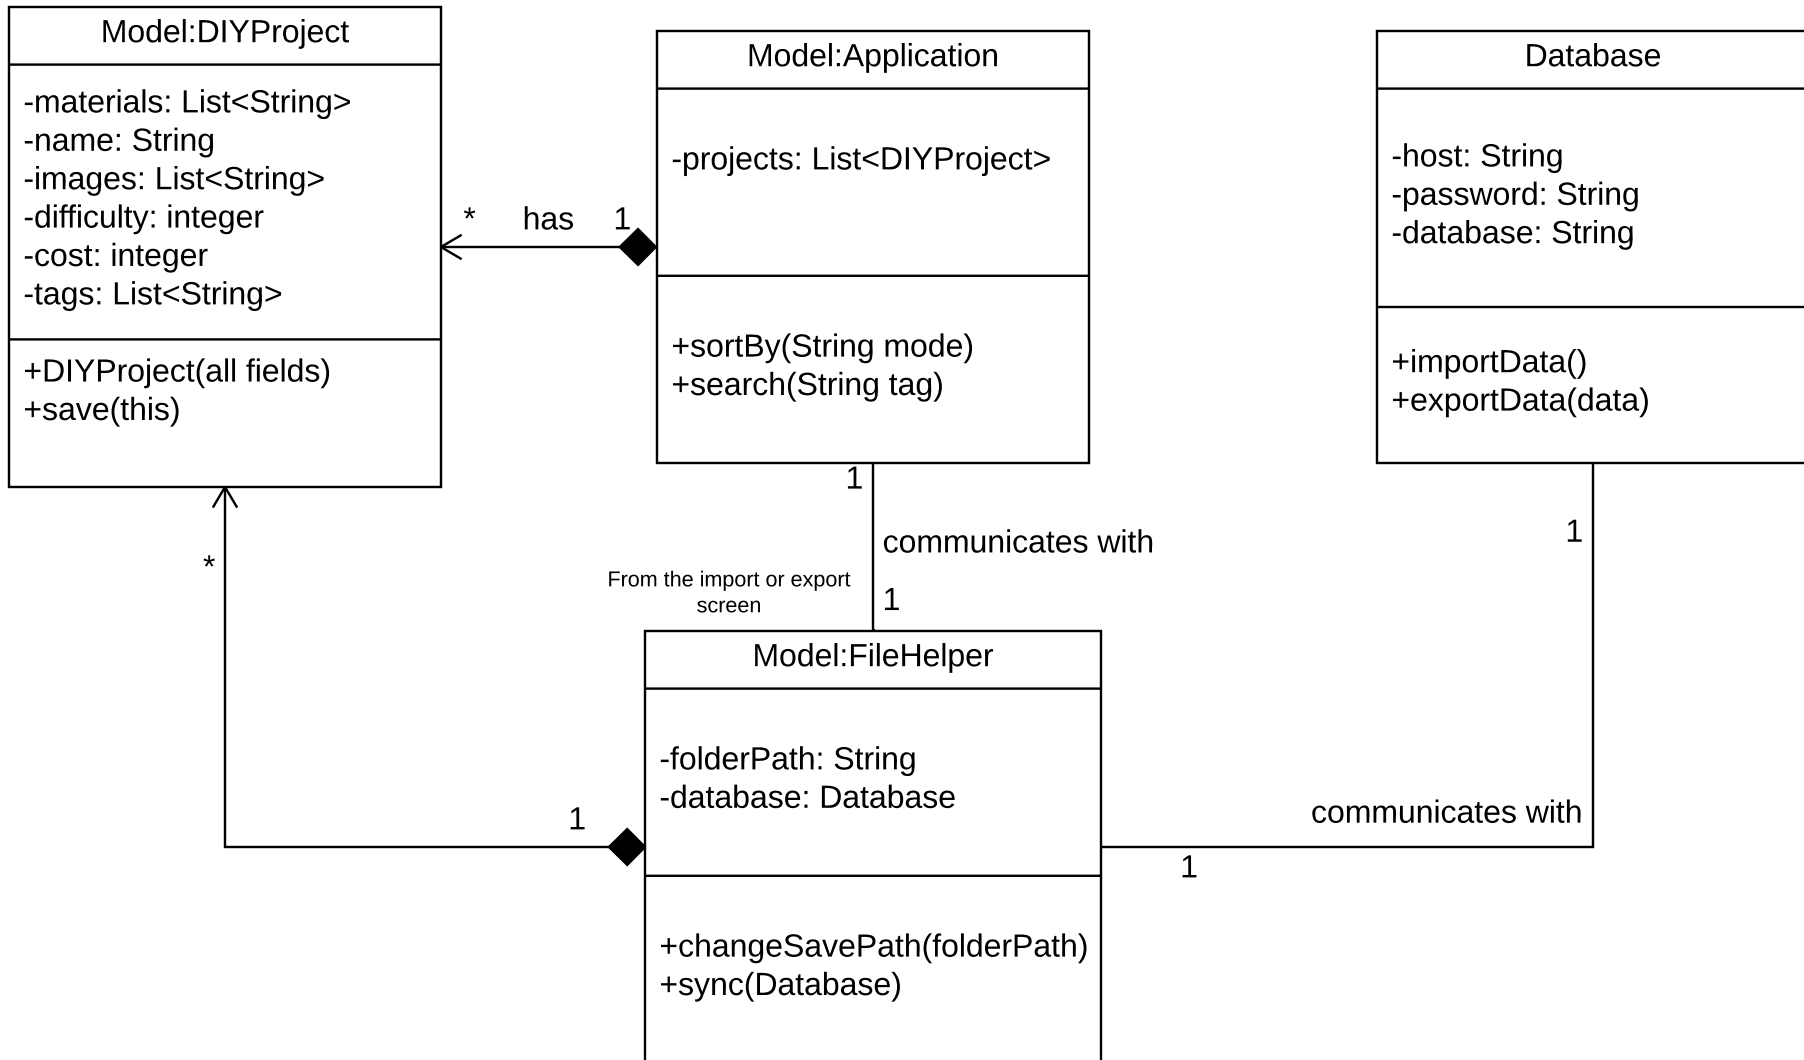 Model:DIYProject
-materials: List<String>
-name: String
-images: List<String>
-difficulty: integer
-cost: integer
-tags: List<String>
+DIYProject(all fields)
+save(this)
* has 1
Model:Application
-projects: List<DIYProject>
+sortBy(String mode)
+search(String tag)
Database
-host: String
-password: String
-database: String
+importData()
+exportData(data)
1
communicates with
1
From the import or export
screen
1
communicates with
1
*
1
Model:FileHelper
-folderPath: String
-database: Database
+changeSavePath(folderPath)
+sync(Database)